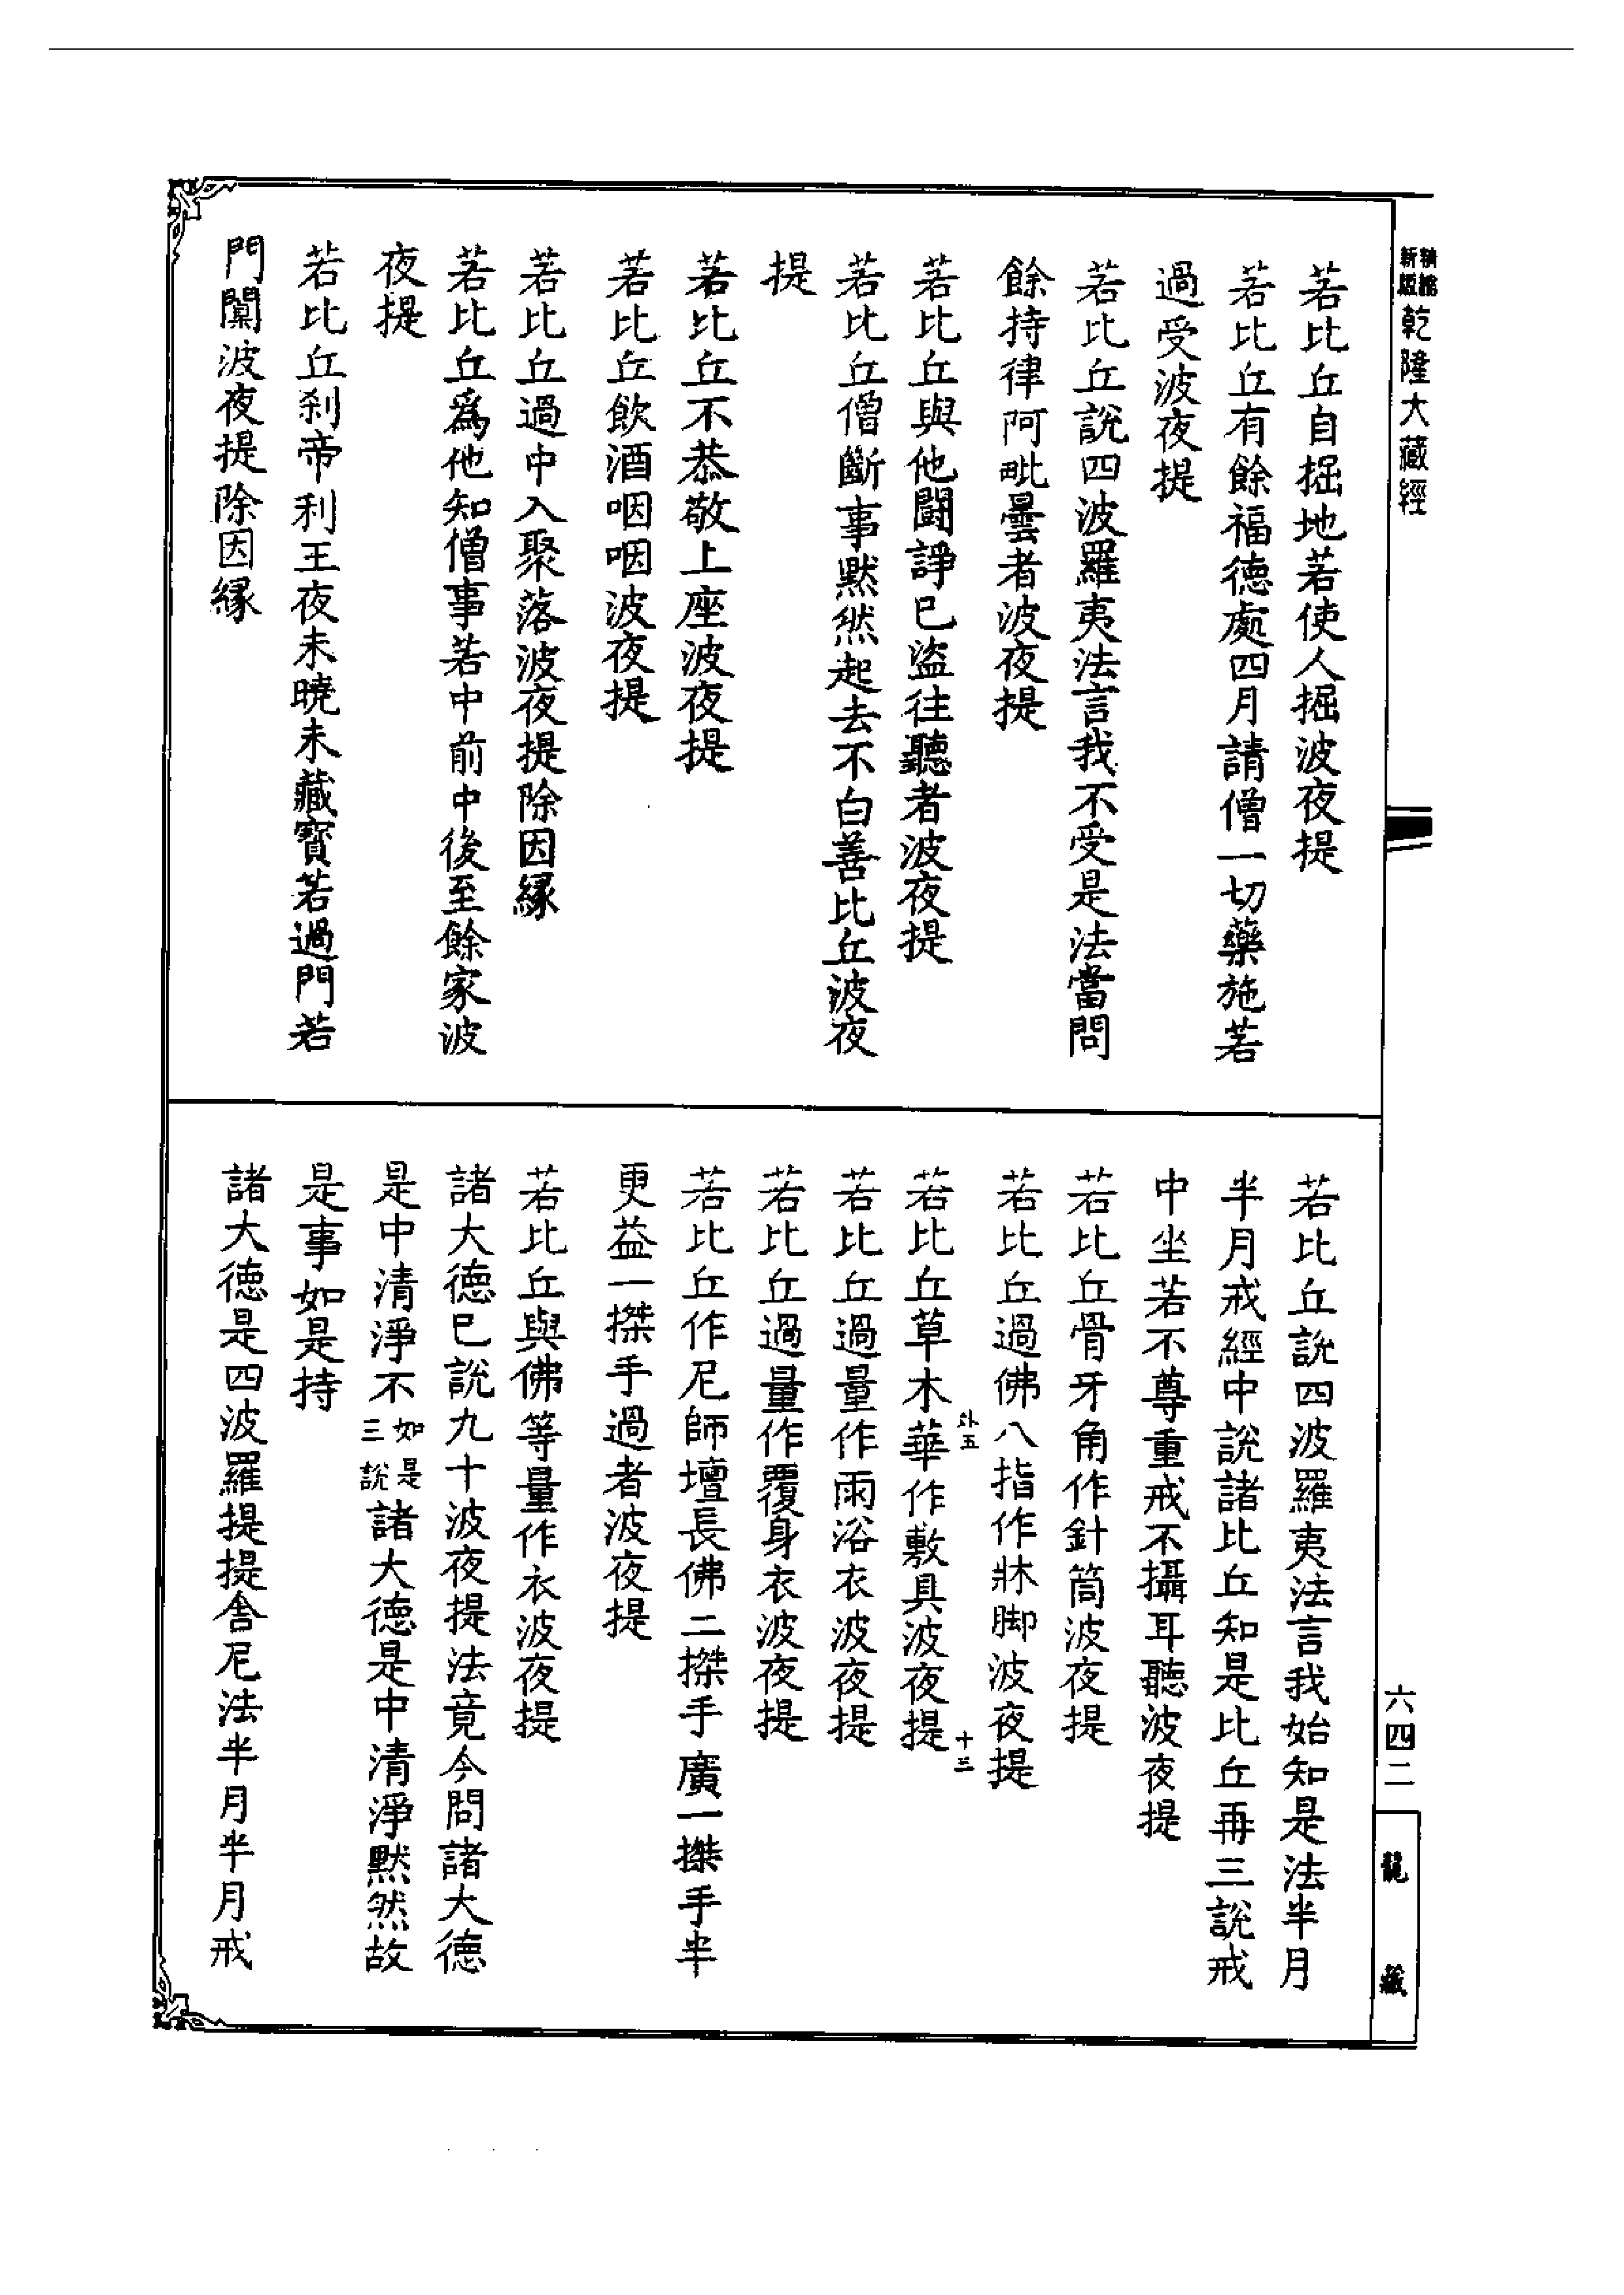 精緻新版乾隆大藏經
若比丘自掘地若使人掘波夜提
若比丘有餘福德處四月請僧一切藥施若
過受波夜提
若比丘說四波羅夷法言我不受是法當問
餘持律阿毗曇者波夜提
若比丘與他鬪諍已盜往聽者波夜提
若比丘僧斷事默然起去不白善比丘波夜
提
若比丘不恭敬上座波夜提
若比丘飲酒咽咽波夜提
若比丘過中入聚落波夜提除因緣
若比丘爲他知僧事若中前中後至餘家波
夜提
若比丘剎帝利王夜未曉未藏寶若過門若
門闑波夜提除因緣
若比丘說四波羅夷法言我始知是法半月
半月戒經中說諸比丘知是比丘再三說戒
中坐若不尊重戒不攝耳聽波夜提
若比丘骨牙角作針筒波夜提
若比丘過佛八指作牀脚波夜提
外五 十三
若比丘草木華作敷具波夜提
若比丘過量作雨浴衣波夜提
若比丘過量作覆身衣波夜提
若比丘作尼師壇長佛二搩手廣一搩手半
更益一搩手過者波夜提
若比丘與佛等量作衣波夜提
諸大德已說九十波夜提法竟今問諸大德
是中清淨不如是三說諸大德是中清淨默然故
是事如是持
諸大德是四波羅提提舍尼法半月半月戒
六四二
龍藏